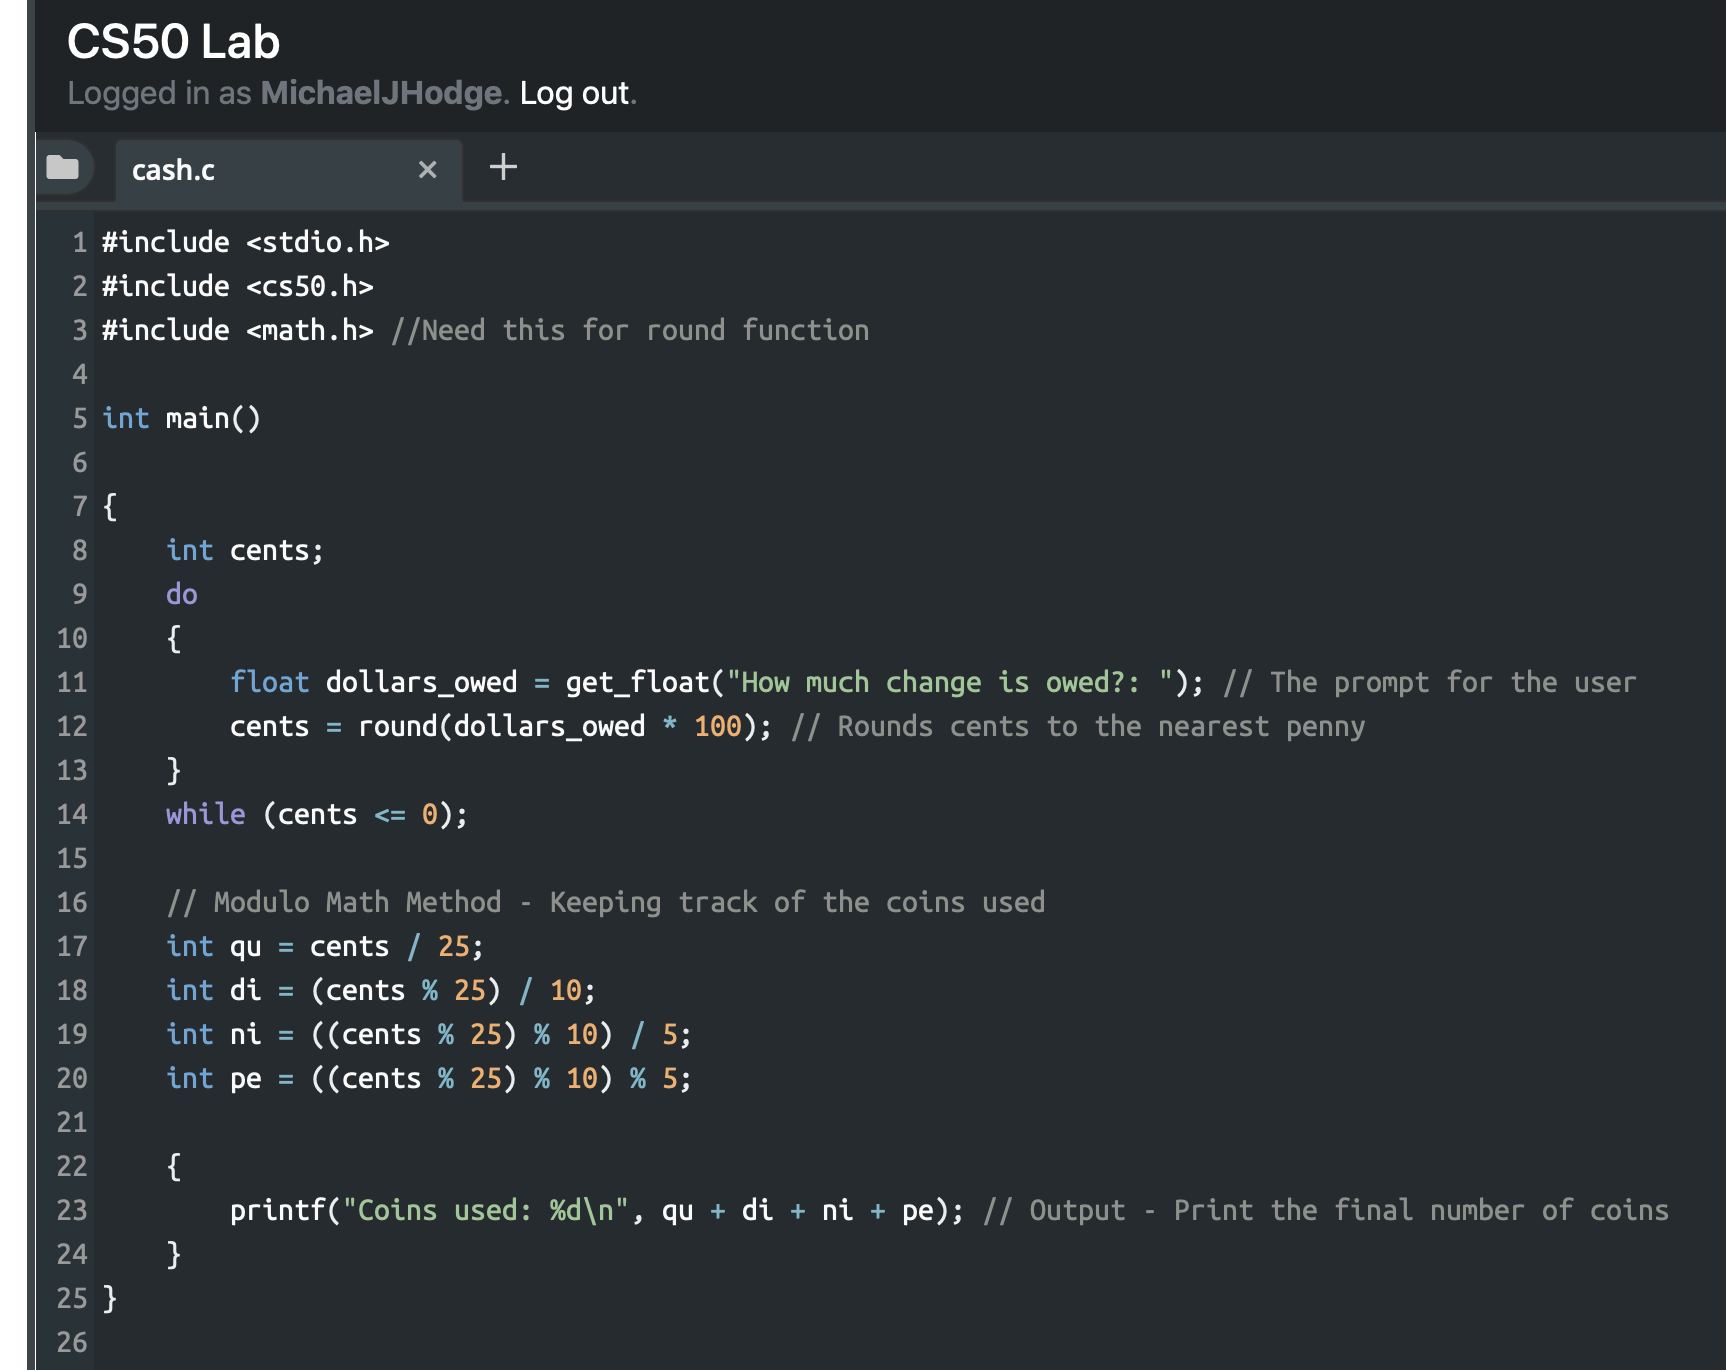 CS50 Lab
Logged in as MichaelJHodge. Log out.
cash.c × +
1 #include <stdio.h>
2 #include <cs50.h>
3 #include <math.h> //Need this for round function
4
5 int main()
6
7 {
8     int cents;
9     do
10     {
11         float dollars_owed = get_float("How much change is owed?: "); // The prompt for the user
12         cents = round(dollars_owed * 100); // Rounds cents to the nearest penny
13     }
14     while (cents <= 0);
15
16     // Modulo Math Method - Keeping track of the coins used
17     int qu = cents / 25;
18     int di = (cents % 25) / 10;
19     int ni = ((cents % 25) % 10) / 5;
20     int pe = ((cents % 25) % 10) % 5;
21
22     {
23         printf("Coins used: %d\n", qu + di + ni + pe); // Output - Print the final number of coins
24     }
25 }
26